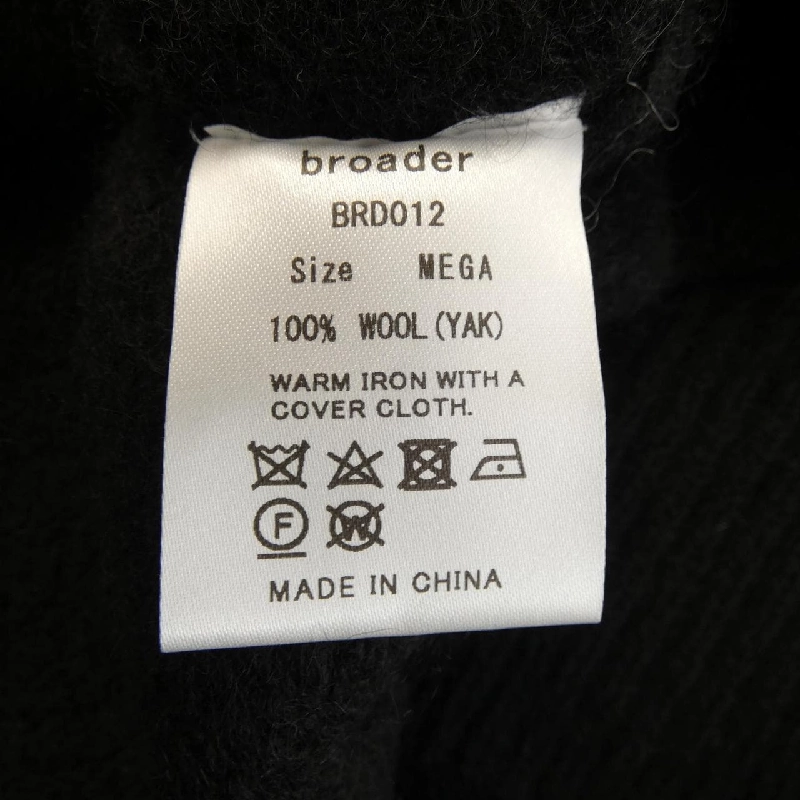 broader
BRD012
Size MEGA
100% WOOL(YAK)
WARM IRON WITH A
COVER CLOTH.
F W
MADE IN CHINA